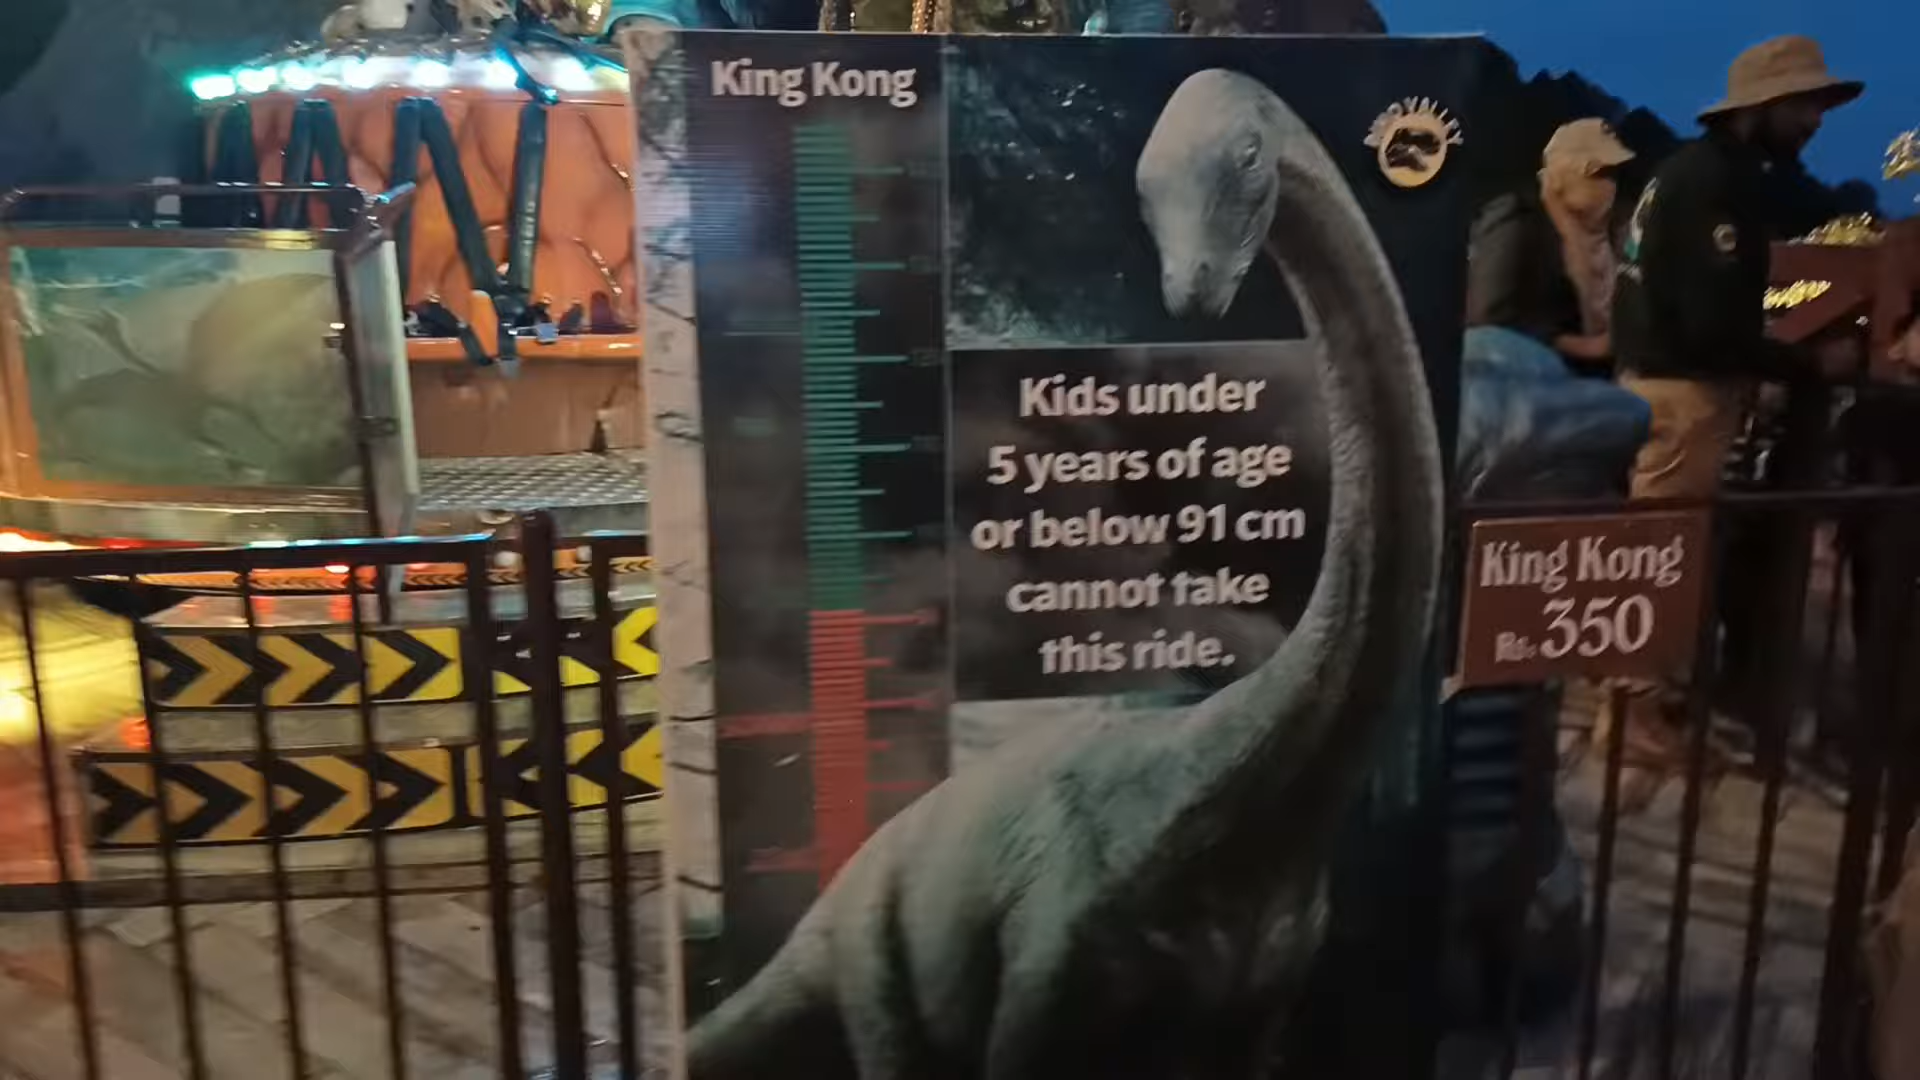 King Kong
Kids under
5 years of age
or below 91 cm
cannot take
this ride.
King Kong
Rs. 350